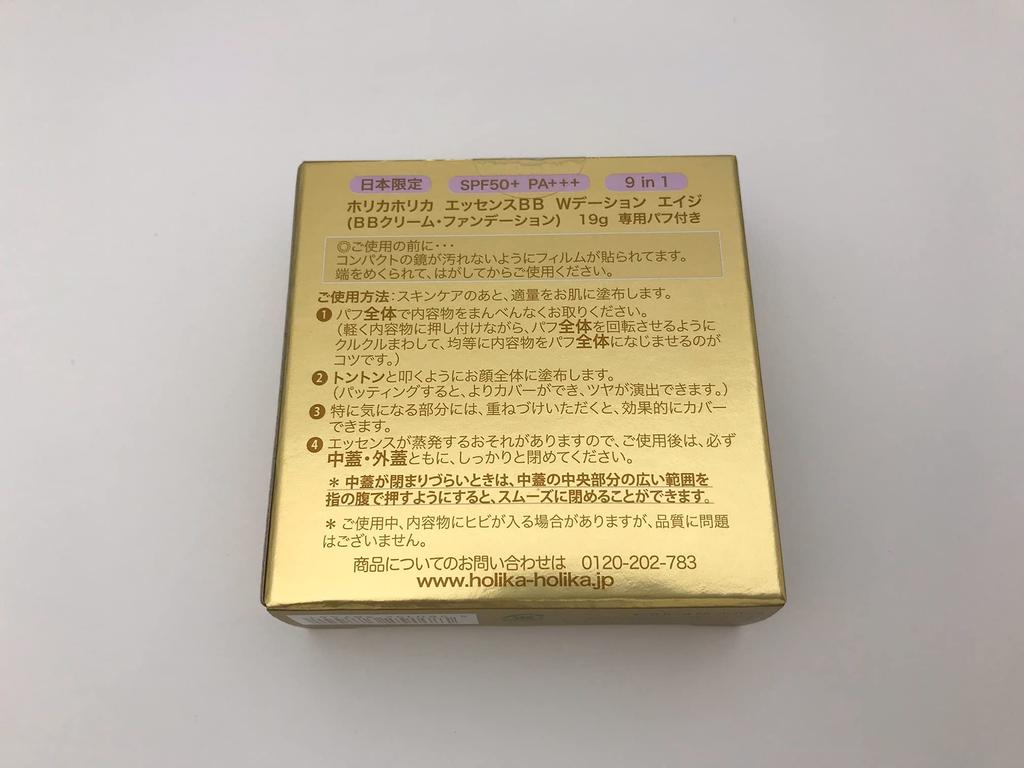 日本限定 SPF50+ PA+++ 9 in 1
ホリカホリカ エッセンスBB Wデーション エイジ
(BBクリーム・ファンデーション) 19g 専用パフ付き
◎ご使用の前に・・・
コンパクトの鏡が汚れないようにフィルムが貼られてます。
端をめくられて、はがしてからご使用ください。
ご使用方法:スキンケアのあと、適量をお肌に塗布します。
❶ パフ全体で内容物をまんべんなくお取りください。
(軽く内容物に押し付けながら、パフ全体を回転させるように
クルクルまわして、均等に内容物をパフ全体になじませるのが
コツです。)
❷ トントンと叩くようにお顔全体に塗布します。
(パッティングすると、よりカバーができ、ツヤが演出できます。)
❸ 特に気になる部分には、重ねづけいただくと、効果的にカバー
できます。
❹ エッセンスが蒸発するおそれがありますので、ご使用後は、必ず
中蓋・外蓋ともに、しっかりと閉めてください。
＊ 中蓋が閉まりづらいときは、中蓋の中央部分の広い範囲を
指の腹で押すようにすると、スムーズに閉めることができます。
＊ ご使用中、内容物にヒビが入る場合がありますが、品質に問題
はございません。
商品についてのお問い合わせは 0120-202-783
www.holika-holika.jp